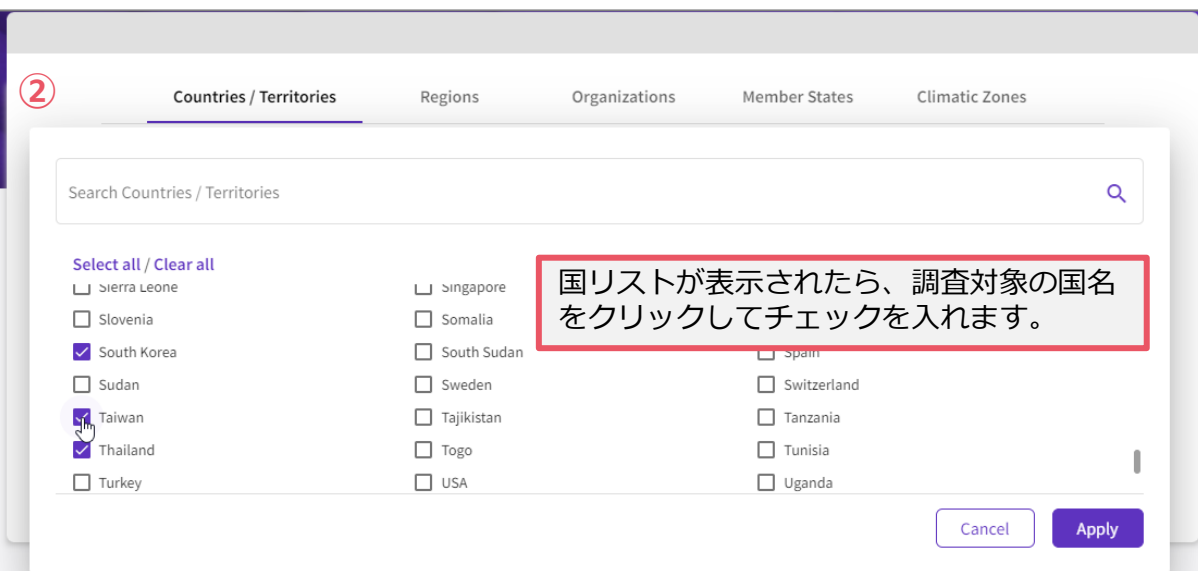 ②
Countries / Territories Regions Organizations Member States Climatic Zones
Search Countries / Territories
Select all / Clear all
国リストが表示されたら、調査対象の国名
をクリックしてチェックを入れます。
Sierra Leone Singapore
Slovenia Somalia
South Korea South Sudan Spain
Sudan Sweden Switzerland
Taiwan Tajikistan Tanzania
Thailand Togo Tunisia
Turkey USA Uganda
Cancel Apply